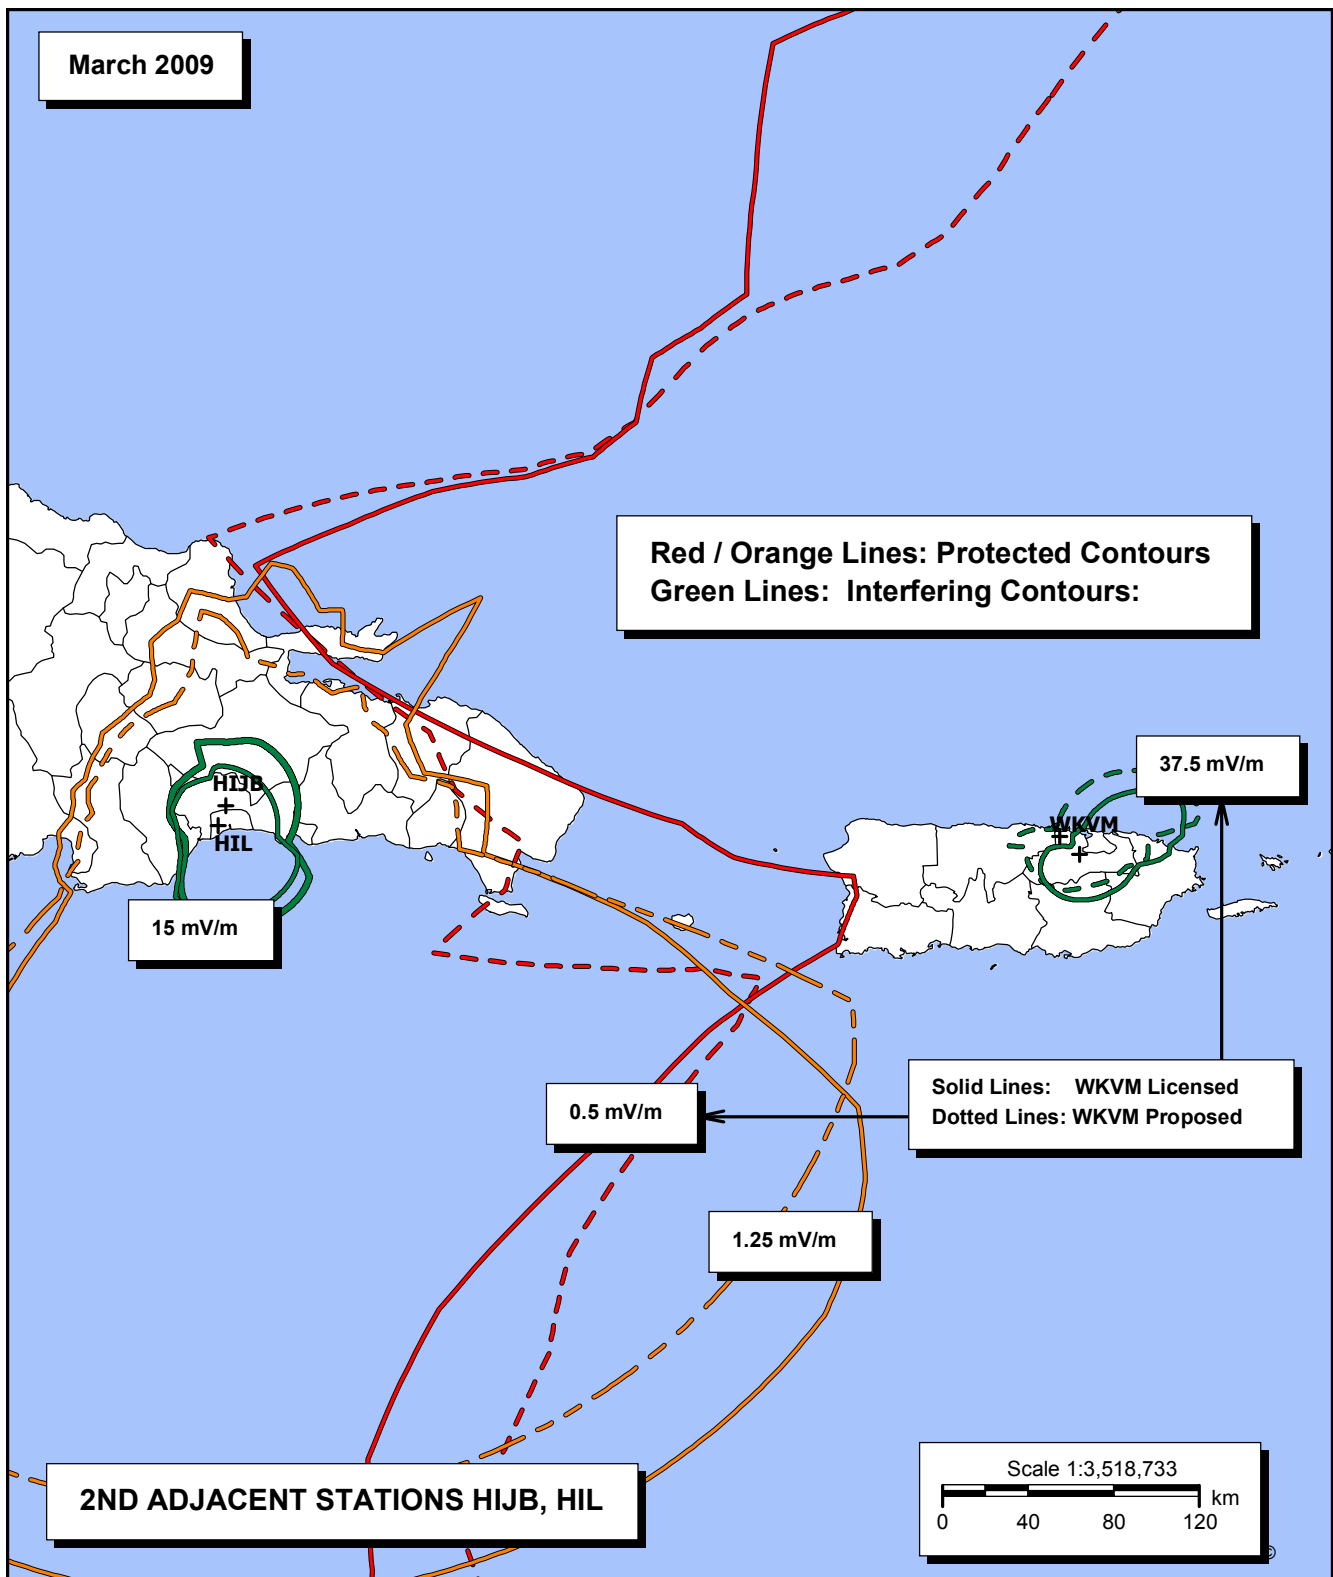 March 2009
Red / Orange Lines: Protected Contours
Green Lines:  Interfering Contours:
37.5 mV/m
HIJB
WKVM
HIL
15 mV/m
Solid Lines:    WKVM Licensed
Dotted Lines: WKVM Proposed
0.5 mV/m
1.25 mV/m
Scale 1:3,518,733
km
0 40 80 120
2ND ADJACENT STATIONS HIJB, HIL
©